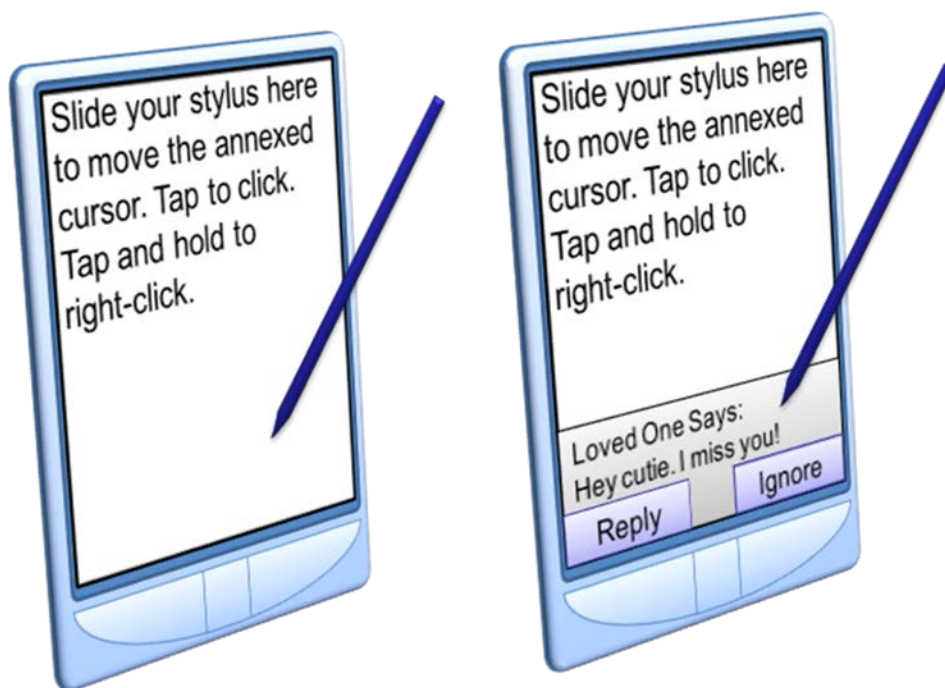 Slide your stylus here
to move the annexed
cursor. Tap to click.
Tap and hold to
right-click.
Slide your stylus here
to move the annexed
cursor. Tap to click.
Tap and hold to
right-click.
Loved One Says:
Hey cutie. I miss you!
Reply
Ignore